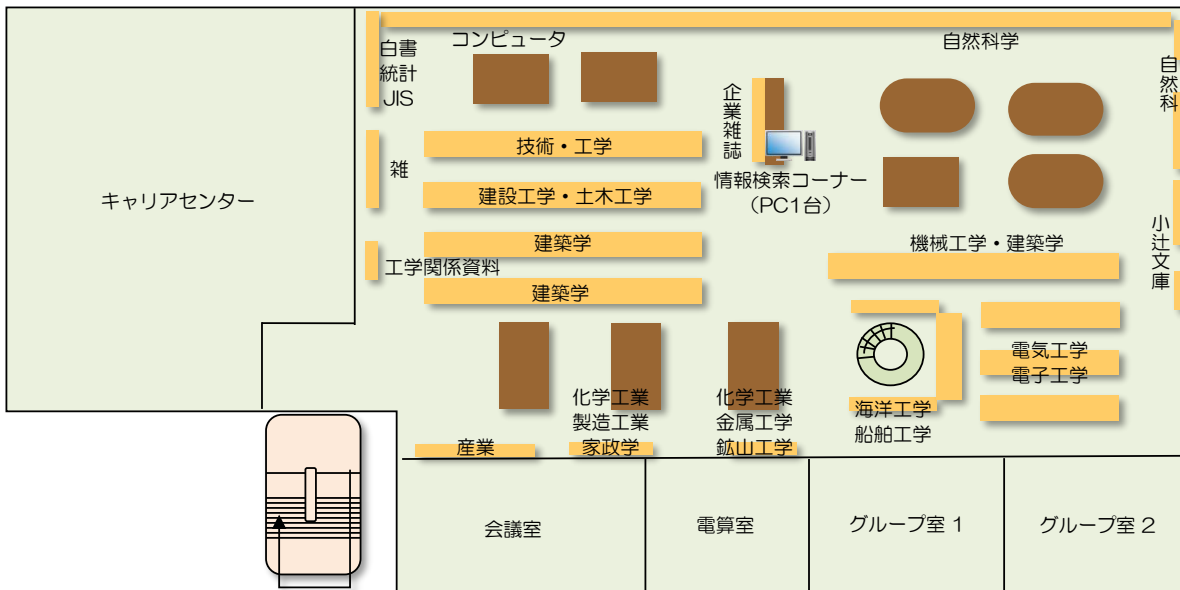 コンピュータ
自然科学
白書
統計
JIS
自然科
企業雑誌
技術・工学
雑
情報検索コーナー
（PC1台）
キャリアセンター
建設工学・土木工学
小辻文庫
建築学
機械工学・建築学
工学関係資料
建築学
電気工学
電子工学
化学工業
製造工業
家政学
化学工業
金属工学
鉱山工学
海洋工学
船舶工学
産業
会議室
電算室
グループ室 1
グループ室 2